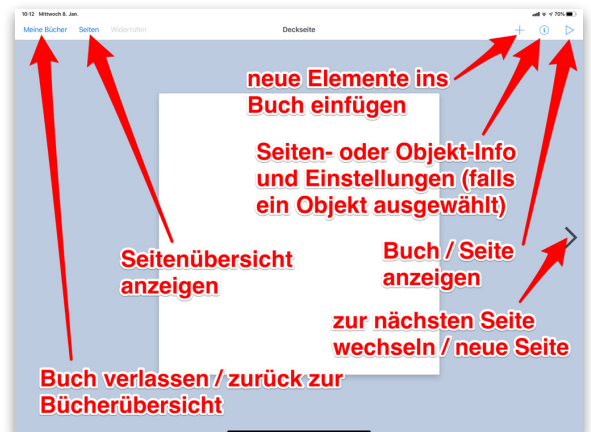 10:12 Mittwoch 8. Jan.
70%
Meine Bücher Seiten Widerrufen Deckseite
neue Elemente ins
Buch einfügen
Seiten- oder Objekt-Info
und Einstellungen (falls
ein Objekt ausgewählt)
Seitenübersicht
anzeigen
Buch / Seite
anzeigen
zur nächsten Seite
wechseln / neue Seite
Buch verlassen / zurück zur
Bücherübersicht